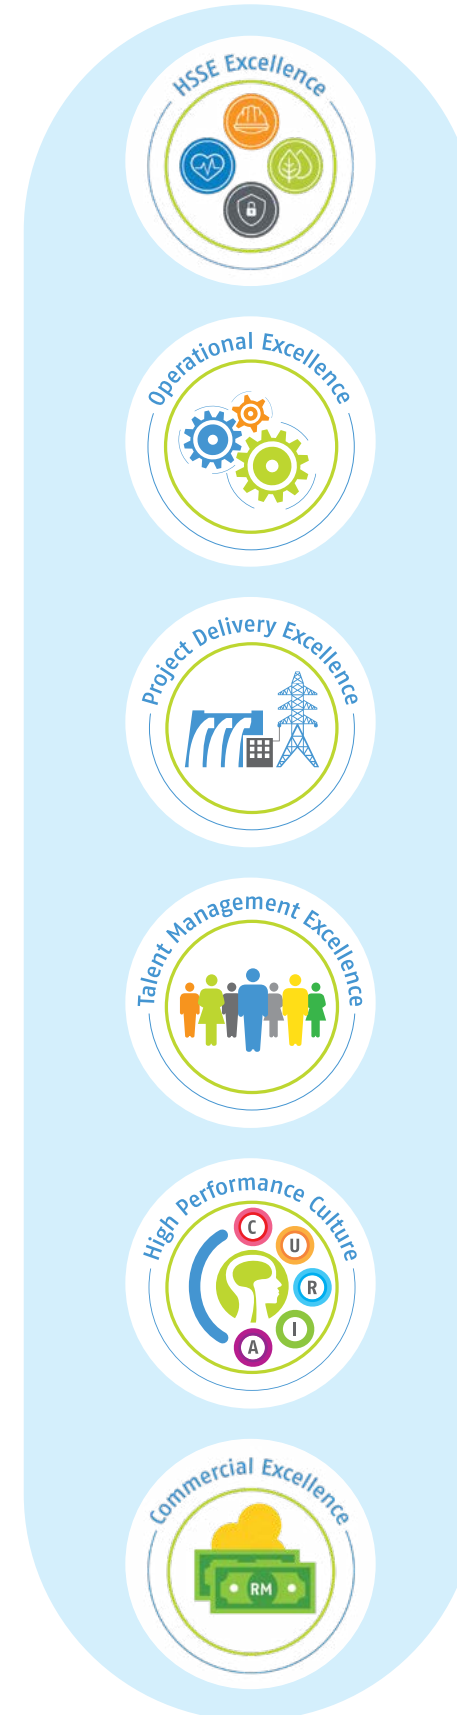 HSSE Excellence
Operational Excellence
Project Delivery Excellence
Talent Management Excellence
High Performance Culture
C
U
R
I
A
Commercial Excellence
RM